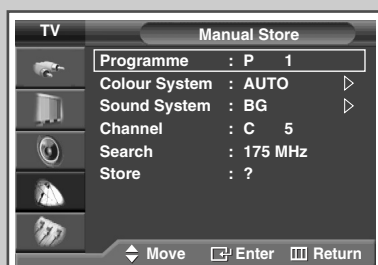 TV
Manual Store
Programme : P 1
Colour System : AUTO
Sound System : BG
Channel : C 5
Search : 175 MHz
Store : ?
Move Enter Return